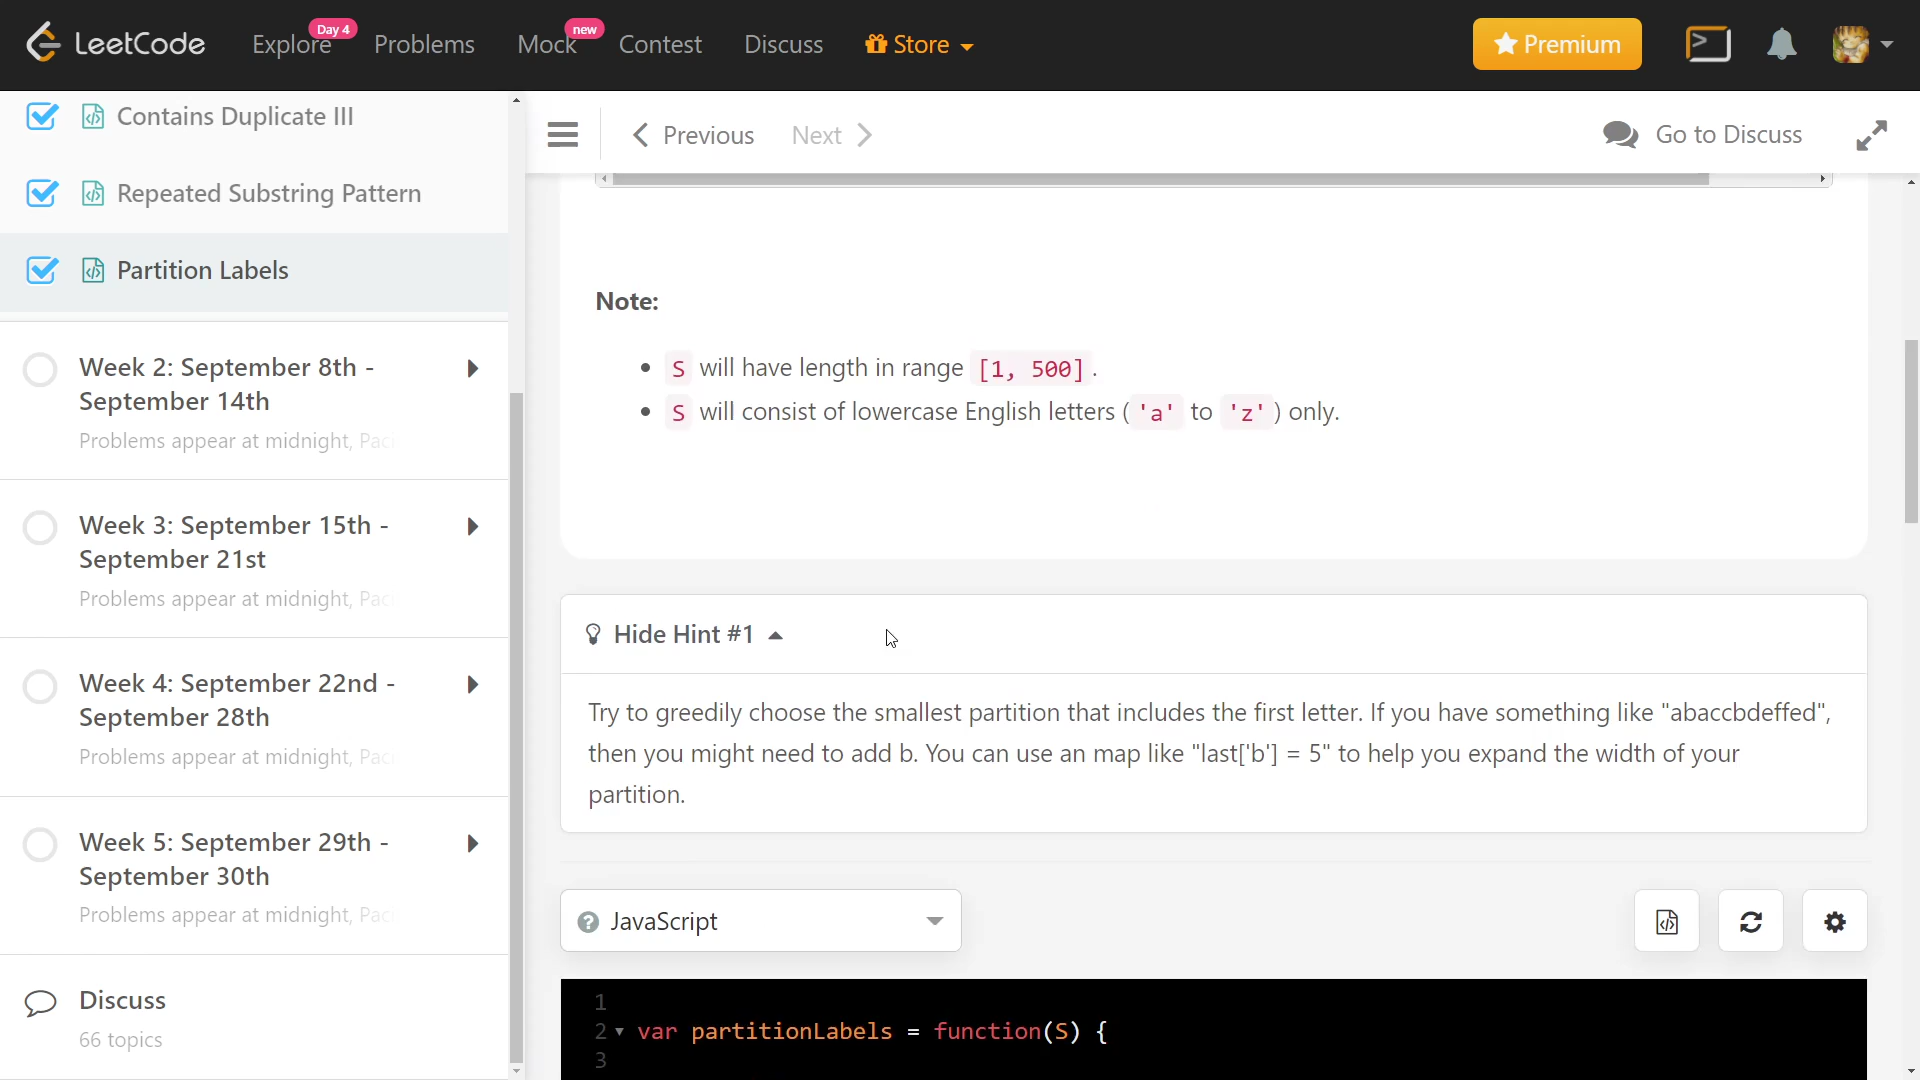 LeetCode
Explore Day 4
Problems
Mock new
Contest
Discuss
Store
Premium
Contains Duplicate III
Repeated Substring Pattern
Partition Labels
Week 2: September 8th -
September 14th
Problems appear at midnight, Paci
Week 3: September 15th -
September 21st
Problems appear at midnight, Paci
Week 4: September 22nd -
September 28th
Problems appear at midnight, Paci
Week 5: September 29th -
September 30th
Problems appear at midnight, Paci
Discuss
66 topics
Previous
Next
Go to Discuss
Note:
S will have length in range [1, 500].
S will consist of lowercase English letters ('a' to 'z') only.
Hide Hint #1
Try to greedily choose the smallest partition that includes the first letter. If you have something like "abaccbdeffed",
then you might need to add b. You can use an map like "last['b'] = 5" to help you expand the width of your
partition.
JavaScript
1
2 var partitionLabels = function(S) {
3